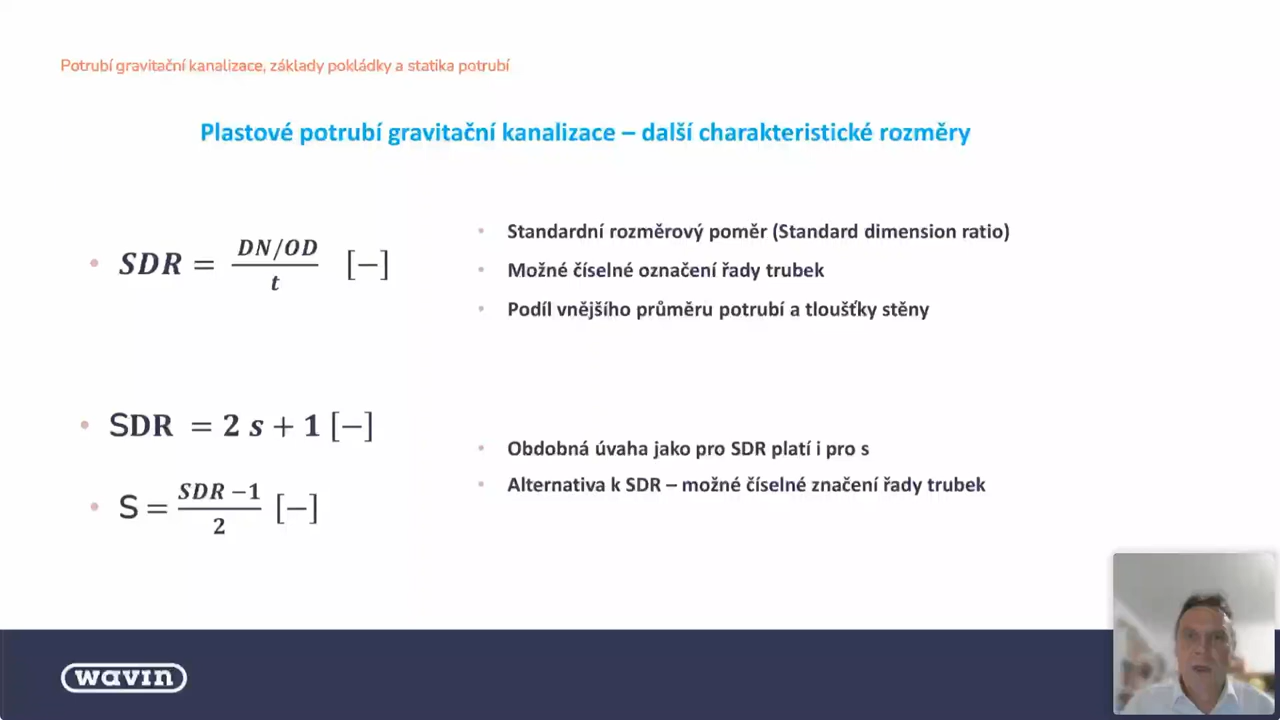 Potrubí gravitační kanalizace, základy pokládky a statika potrubí
Plastové potrubí gravitační kanalizace – další charakteristické rozměry
• SDR = DN/OD / t [−]
• Standardní rozměrový poměr (Standard dimension ratio)
• Možné číselné označení řady trubek
• Podíl vnějšího průměru potrubí a tloušťky stěny
• SDR = 2 s + 1 [−]
• S = SDR −1 / 2 [−]
• Obdobná úvaha jako pro SDR platí i pro s
• Alternativa k SDR – možné číselné značení řady trubek
wavin